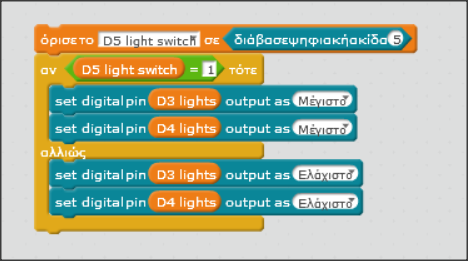 όρισε το D5 light switch σε διάβασεψηφιακήακίδα 5
αν D5 light switch = 1 τότε
set digital pin D3 lights output as Μέγιστο
set digital pin D4 lights output as Μέγιστο
αλλιώς
set digital pin D3 lights output as Ελάχιστο
set digital pin D4 lights output as Ελάχιστο